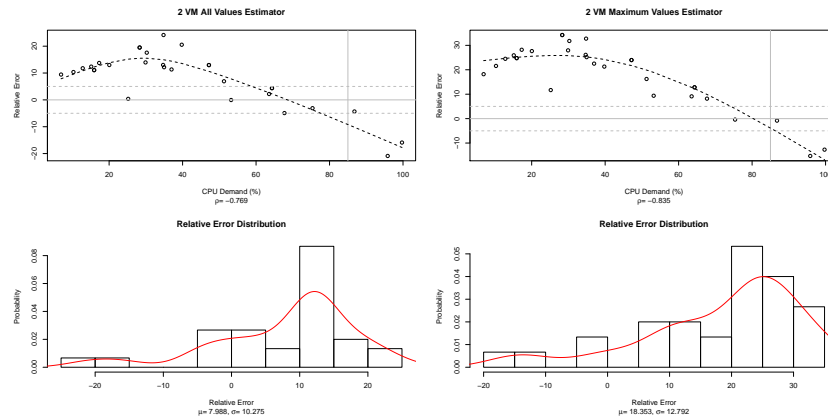 2 VM All Values Estimator
Relative Error
20
10
0
−10
−20
0 20 40 60 80 100
CPU Demand (%)
ρ= −0.769
2 VM Maximum Values Estimator
Relative Error
30
20
10
0
−10
20 40 60 80 100
CPU Demand (%)
ρ= −0.835
Relative Error Distribution
Probability
0.08
0.04
0.00
−20 −10 0 10 20
Relative Error
μ= 7.988, σ= 10.275
Relative Error Distribution
Probability
0.05
0.04
0.03
0.02
0.01
0.00
−20 −10 0 10 20 30
Relative Error
μ= 18.353, σ= 12.792